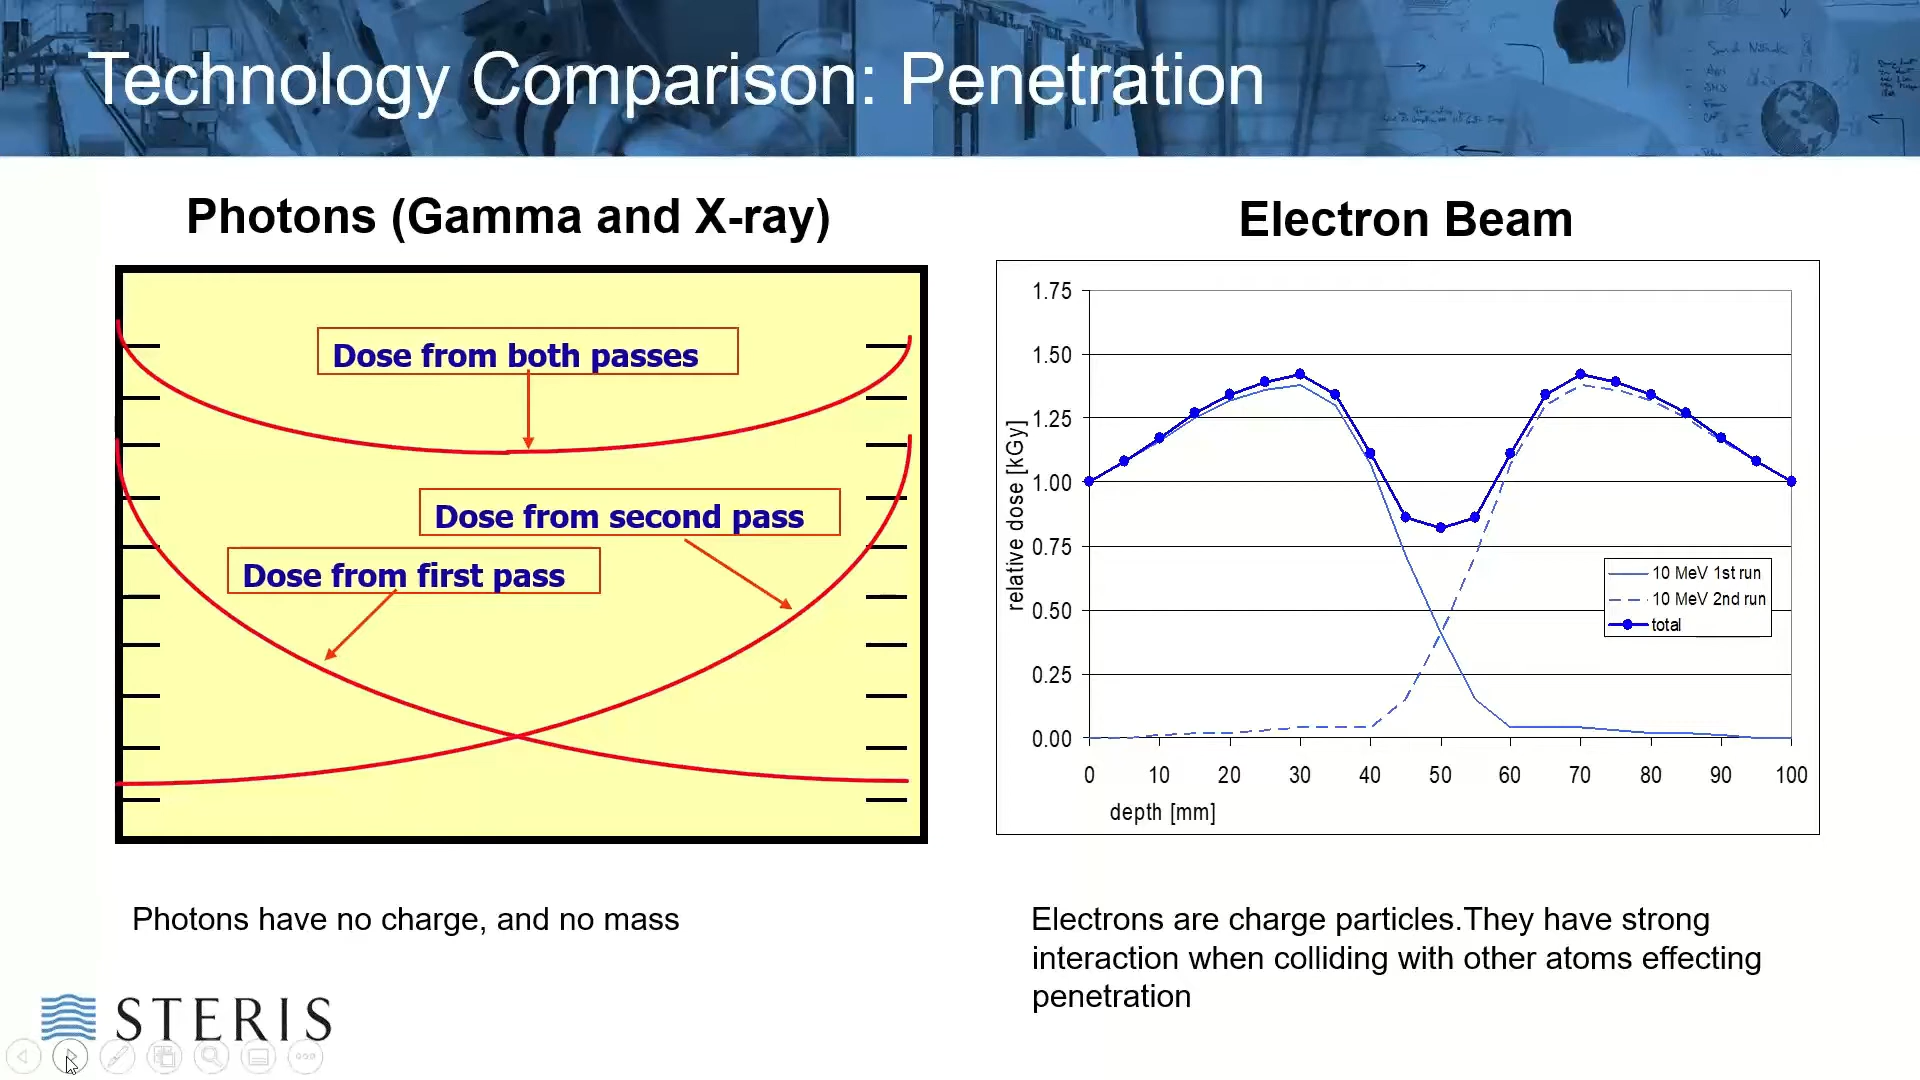 Technology Comparison: Penetration
Photons (Gamma and X-ray)
Dose from both passes
Dose from second pass
Dose from first pass
Photons have no charge, and no mass
Electron Beam
1.75
1.50
1.25
1.00
0.75
0.50
0.25
0.00
relative dose [kGy]
0 10 20 30 40 50 60 70 80 90 100
depth [mm]
10 MeV 1st run
10 MeV 2nd run
total
Electrons are charge particles.They have strong
interaction when colliding with other atoms effecting
penetration
STERIS